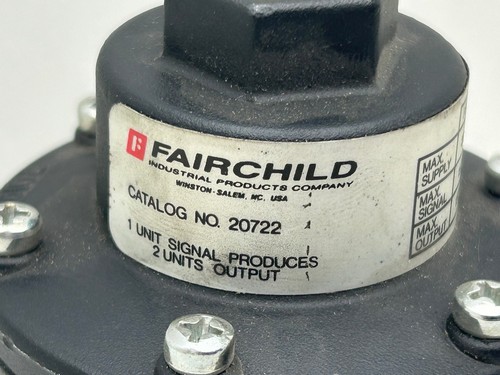 FAIRCHILD
INDUSTRIAL PRODUCTS COMPANY
WINSTON-SALEM, NC. USA
CATALOG NO. 20722
1 UNIT SIGNAL PRODUCES
2 UNITS OUTPUT
MAX.
SUPPLY
MAX.
SIGNAL
MAX.
OUTPUT